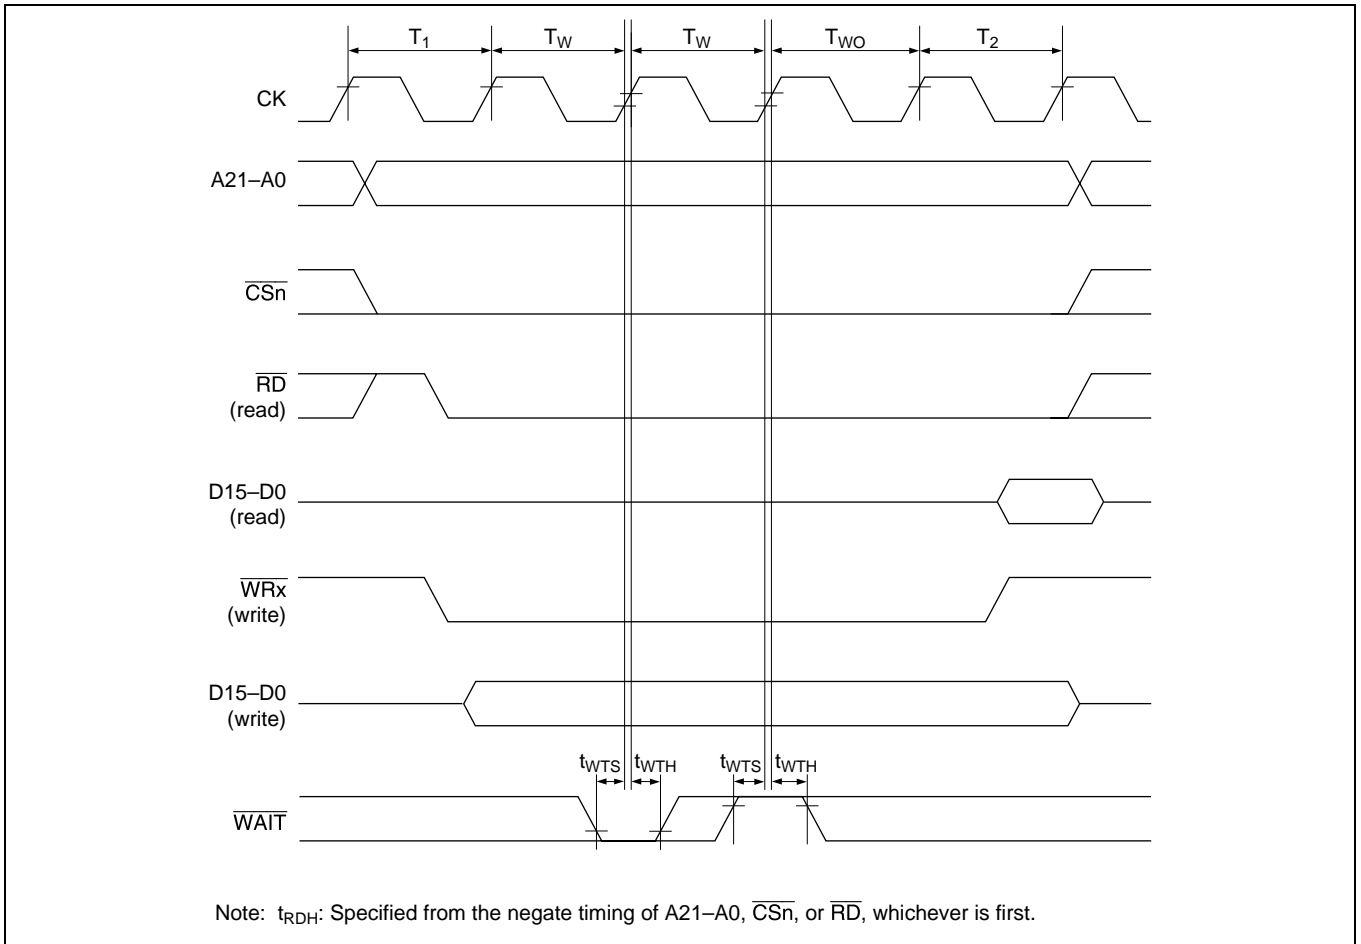 T1 TW TW TWO T2
CK
A21–A0
CSn
RD
(read)
D15–D0
(read)
WRx
(write)
D15–D0
(write)
tWTS tWTH tWTS tWTH
WAIT
Note: tRDH: Specified from the negate timing of A21–A0, CSn, or RD, whichever is first.